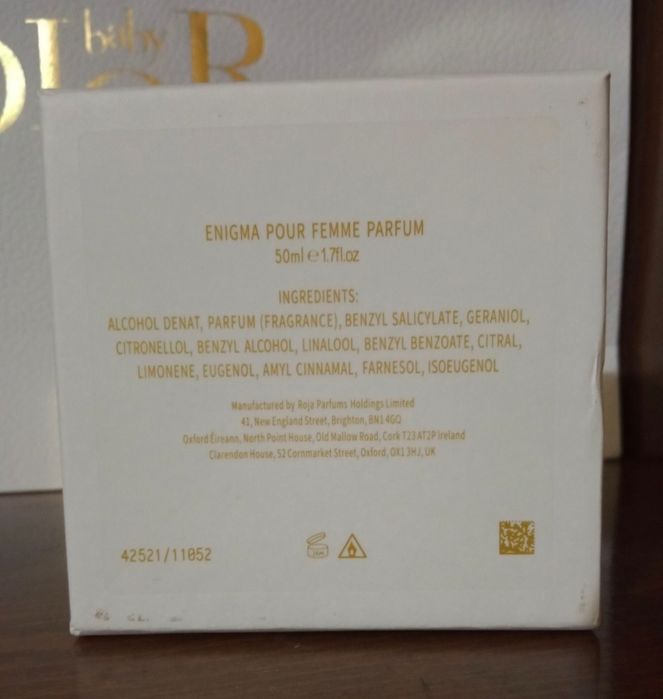 baby
DIOR
ENIGMA POUR FEMME PARFUM
50ml ℮ 1.7fl.oz
INGREDIENTS:
ALCOHOL DENAT, PARFUM (FRAGRANCE), BENZYL SALICYLATE, GERANIOL,
CITRONELLOL, BENZYL ALCOHOL, LINALOOL, BENZYL BENZOATE, CITRAL,
LIMONENE, EUGENOL, AMYL CINNAMAL, FARNESOL, ISOEUGENOL
Manufactured by Roja Parfums Holdings Limited
41, New England Street, Brighton, BN1 4GQ
Oxford Éireann, North Point House, Old Mallow Road, Cork T23 AT2P Ireland
Clarendon House, 52 Cornmarket Street, Oxford, OX1 3HJ, UK
42521/11052